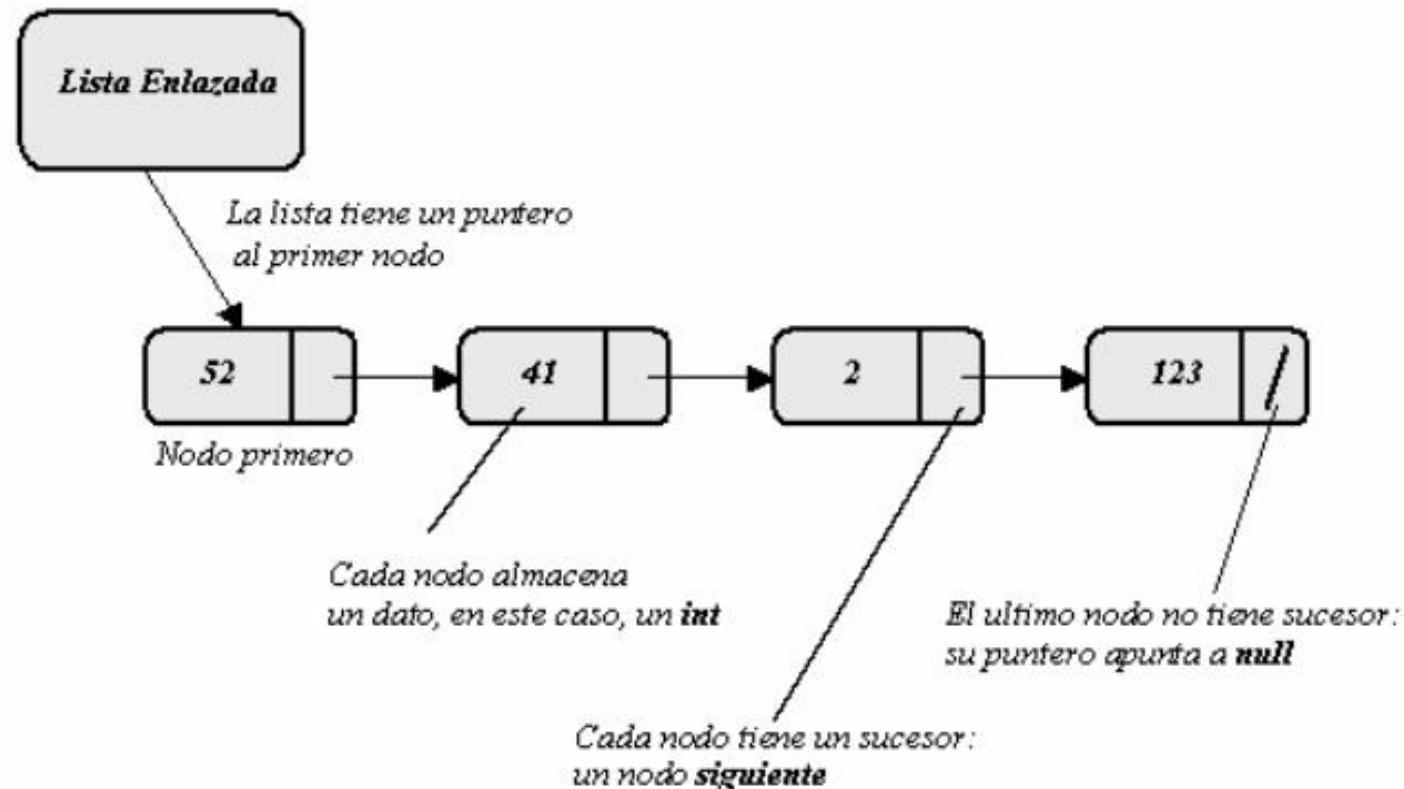 Lista Enlazada
La lista tiene un puntero
al primer nodo
52
41
2
123
Nodo primero
Cada nodo almacena
un dato, en este caso, un int
El ultimo nodo no tiene sucesor:
su puntero apunta a null
Cada nodo tiene un sucesor:
un nodo siguiente